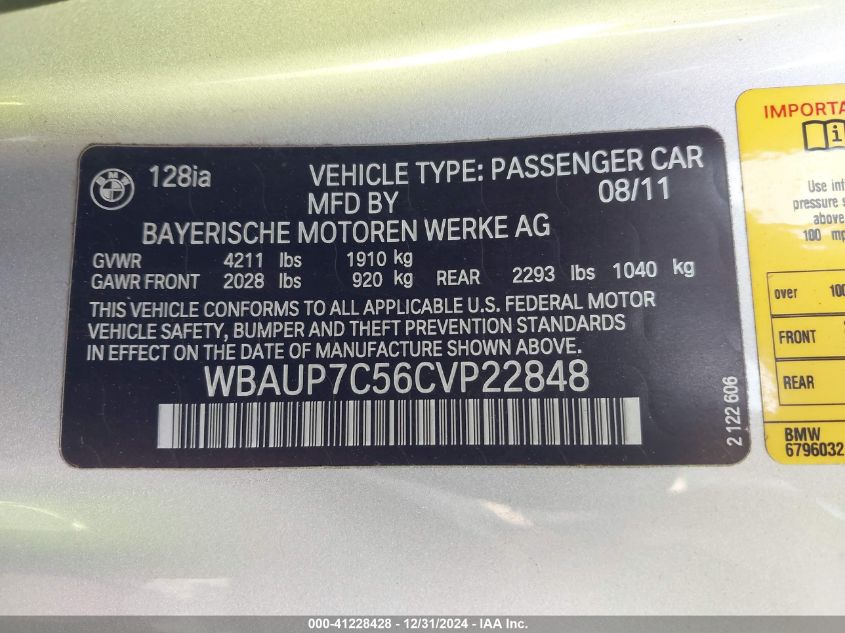 BMW
128ia VEHICLE TYPE: PASSENGER CAR
MFD BY 08/11
BAYERISCHE MOTOREN WERKE AG
GVWR 4211 lbs 1910 kg
GAWR FRONT 2028 lbs 920 kg REAR 2293 lbs 1040 kg
THIS VEHICLE CONFORMS TO ALL APPLICABLE U.S. FEDERAL MOTOR
VEHICLE SAFETY, BUMPER AND THEFT PREVENTION STANDARDS
IN EFFECT ON THE DATE OF MANUFACTURE SHOWN ABOVE.
WBAUP7C56CVP22848
2 122 606
IMPORTA
Use inf
pressure s
above
100 mp
over 100
FRONT
REAR
BMW
6796032
000-41228428 - 12/31/2024 - IAA Inc.